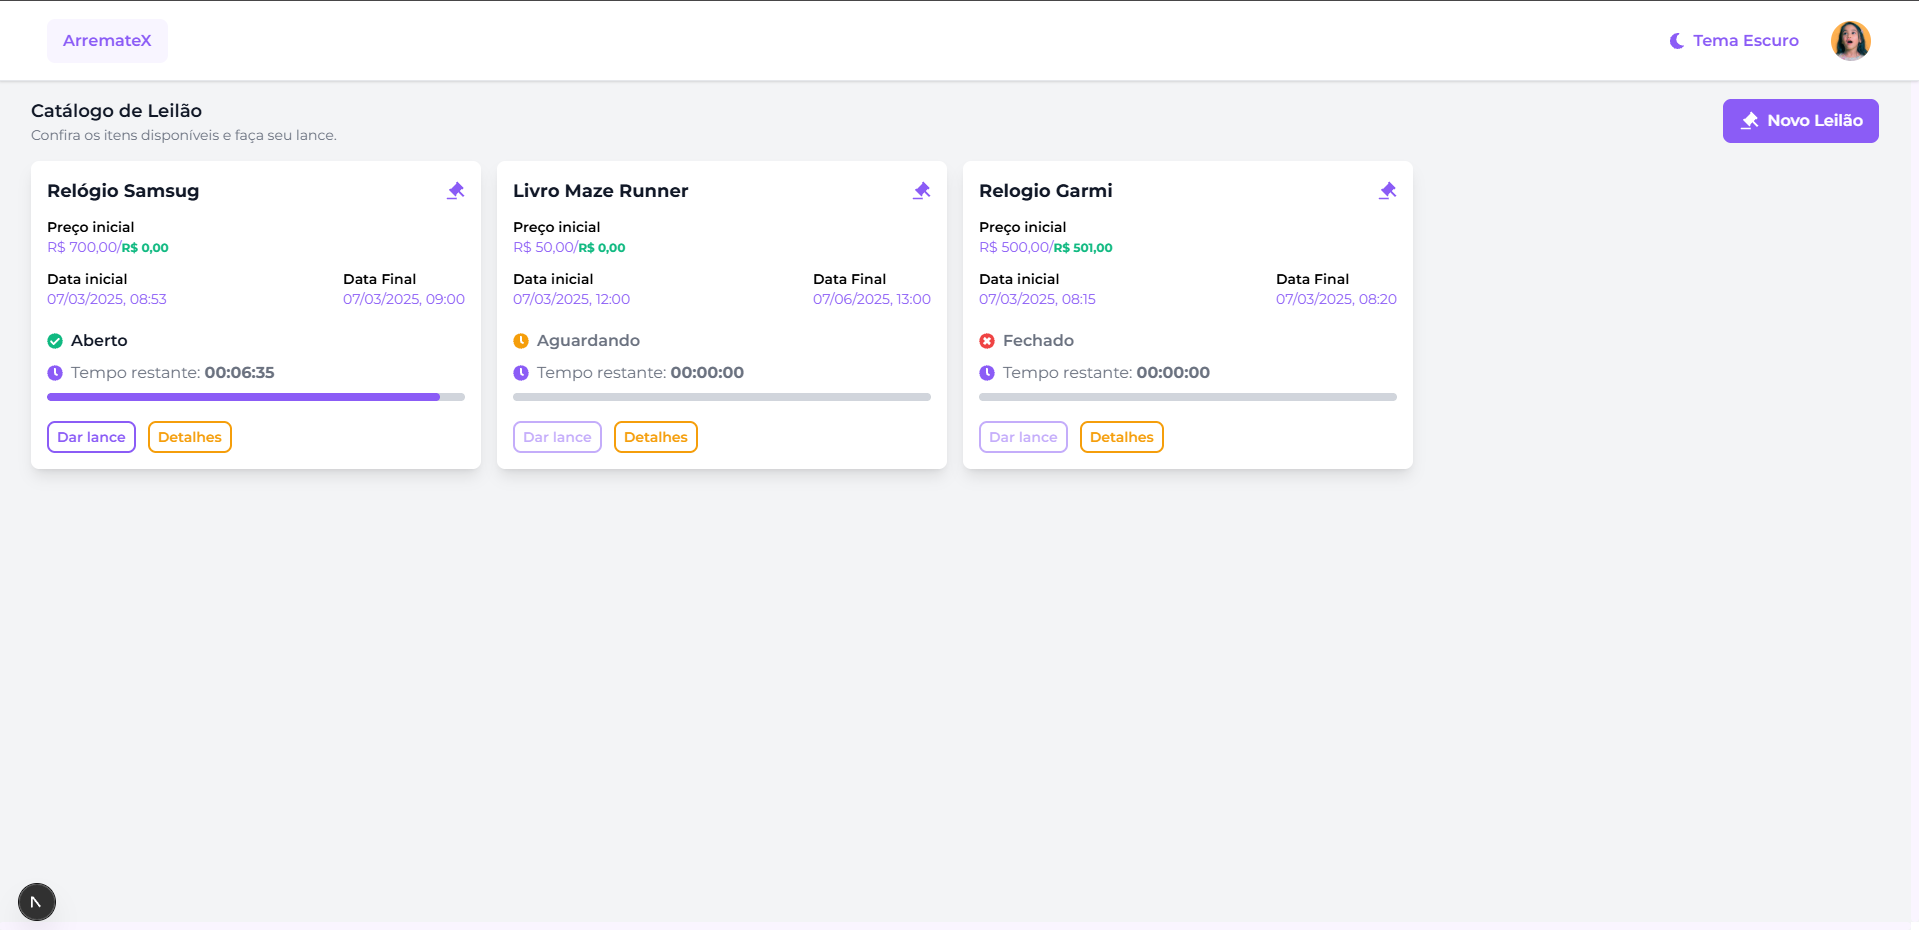 ArremateX
Tema Escuro
Catálogo de Leilão
Confira os itens disponíveis e faça seu lance.
Novo Leilão
Relógio Samsug
Preço inicial
R$ 700,00/R$ 0,00
Data inicial
Data Final
07/03/2025, 08:53
07/03/2025, 09:00
Aberto
Tempo restante: 00:06:35
Dar lance
Detalhes
Livro Maze Runner
Preço inicial
R$ 50,00/R$ 0,00
Data inicial
Data Final
07/03/2025, 12:00
07/06/2025, 13:00
Aguardando
Tempo restante: 00:00:00
Dar lance
Detalhes
Relogio Garmi
Preço inicial
R$ 500,00/R$ 501,00
Data inicial
Data Final
07/03/2025, 08:15
07/03/2025, 08:20
Fechado
Tempo restante: 00:00:00
Dar lance
Detalhes